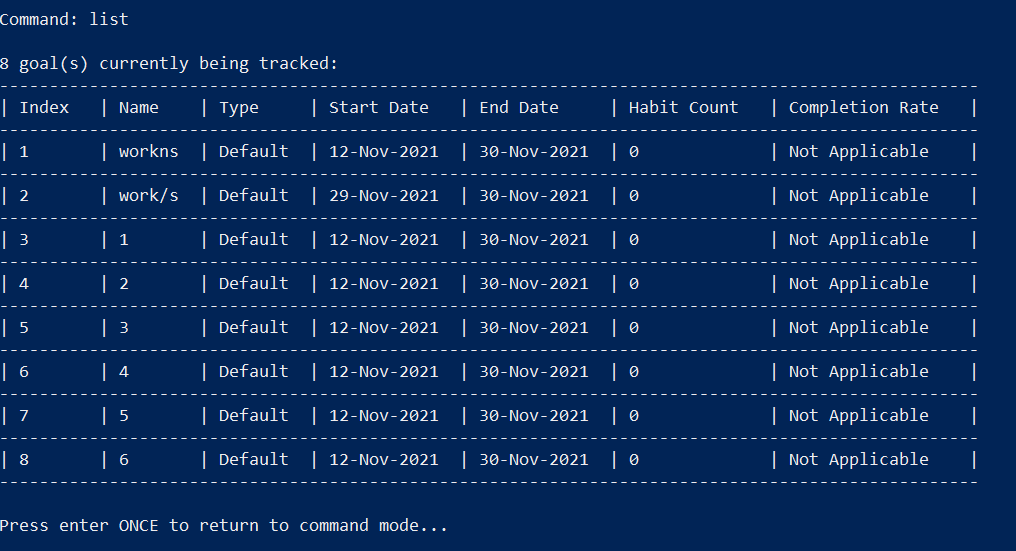 Command: list
8 goal(s) currently being tracked:
--------------------------------------------------------------------------------------------------
| Index   | Name    | Type     | Start Date   | End Date     | Habit Count   | Completion Rate   |
--------------------------------------------------------------------------------------------------
| 1       | workns  | Default  | 12-Nov-2021  | 30-Nov-2021  | 0             | Not Applicable    |
--------------------------------------------------------------------------------------------------
| 2       | work/s  | Default  | 29-Nov-2021  | 30-Nov-2021  | 0             | Not Applicable    |
--------------------------------------------------------------------------------------------------
| 3       | 1       | Default  | 12-Nov-2021  | 30-Nov-2021  | 0             | Not Applicable    |
--------------------------------------------------------------------------------------------------
| 4       | 2       | Default  | 12-Nov-2021  | 30-Nov-2021  | 0             | Not Applicable    |
--------------------------------------------------------------------------------------------------
| 5       | 3       | Default  | 12-Nov-2021  | 30-Nov-2021  | 0             | Not Applicable    |
--------------------------------------------------------------------------------------------------
| 6       | 4       | Default  | 12-Nov-2021  | 30-Nov-2021  | 0             | Not Applicable    |
--------------------------------------------------------------------------------------------------
| 7       | 5       | Default  | 12-Nov-2021  | 30-Nov-2021  | 0             | Not Applicable    |
--------------------------------------------------------------------------------------------------
| 8       | 6       | Default  | 12-Nov-2021  | 30-Nov-2021  | 0             | Not Applicable    |
--------------------------------------------------------------------------------------------------
Press enter ONCE to return to command mode...